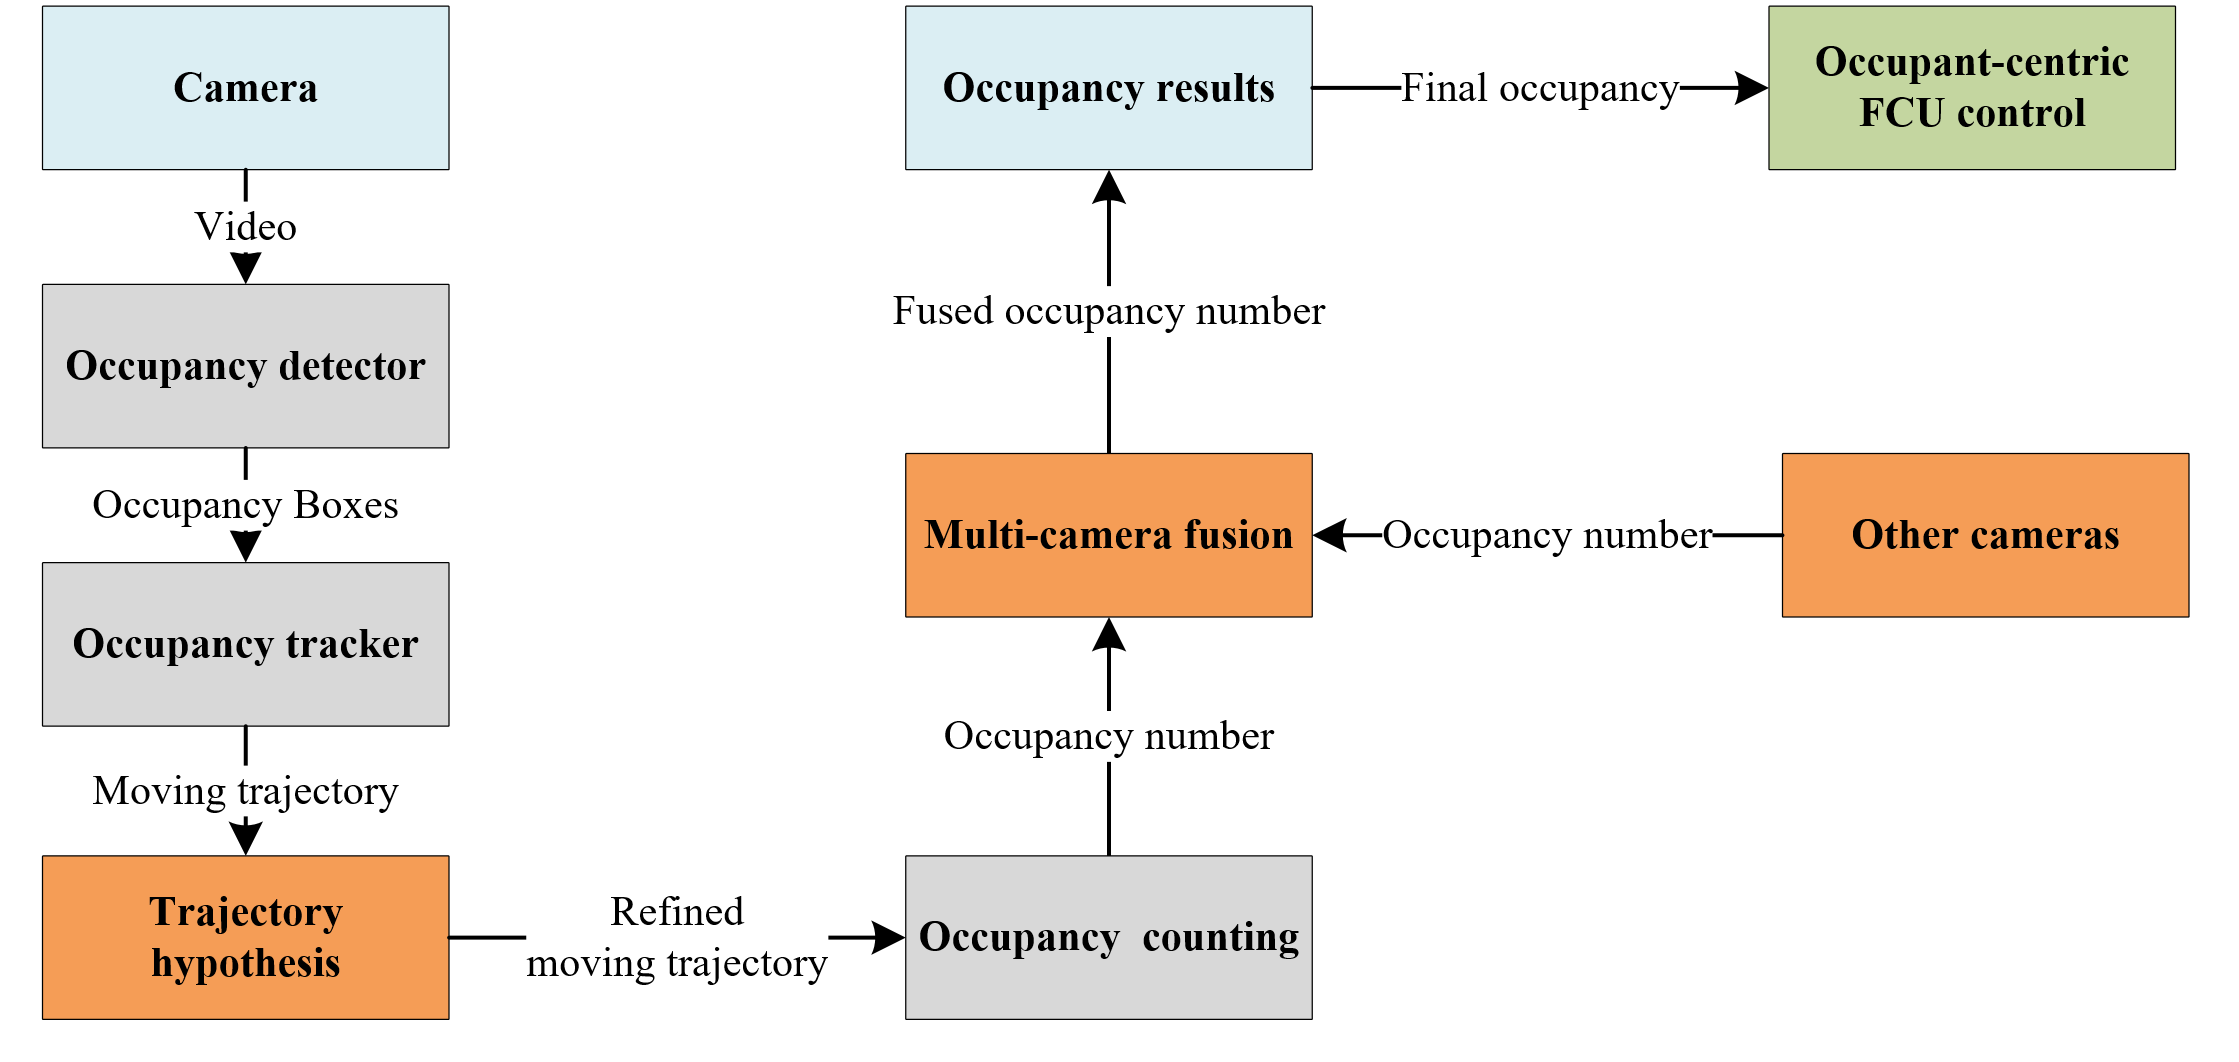 Camera
Video
Occupancy detector
Occupancy Boxes
Occupancy tracker
Moving trajectory
Trajectory
hypothesis
Refined
moving trajectory
Occupancy  counting
Occupancy number
Multi-camera fusion
Occupancy number
Other cameras
Fused occupancy number
Occupancy results
Final occupancy
Occupant-centric
FCU control